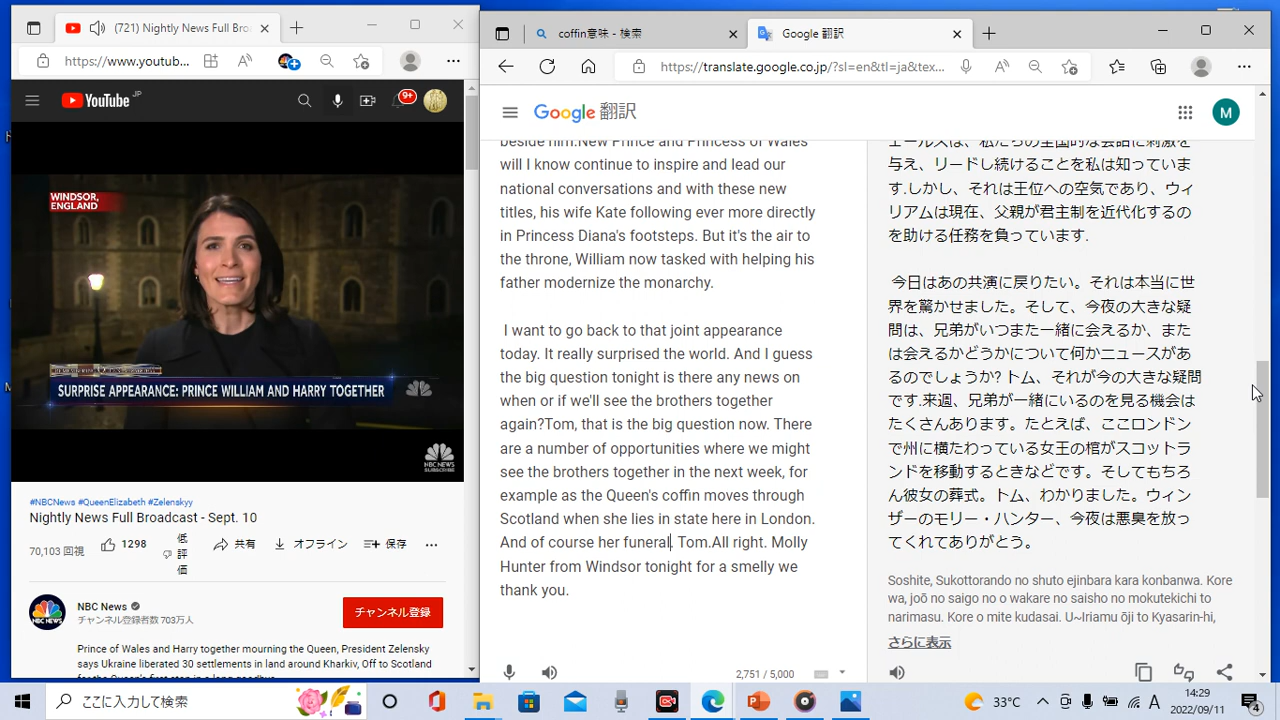 (721) Nightly News Full Bro
https://www.youtub...
YouTube JP
9+
WINDSOR,
ENGLAND
SURPRISE APPEARANCE: PRINCE WILLIAM AND HARRY TOGETHER
NBC NEWS
SUBSCRIBE
#NBCNews #QueenElizabeth #Zelenskyy
Nightly News Full Broadcast - Sept. 10
70,103 回視
1298
低評価
共有
オフライン
保存
NBC News
チャンネル登録者数 703万人
チャンネル登録
Prince of Wales and Harry together mourning the Queen, President Zelensky
says Ukraine liberated 30 settlements in land around Kharkiv, Off to Scotland
coffin意味 - 検索
Google 翻訳
https://translate.google.co.jp/?sl=en&tl=ja&tex...
Google 翻訳
M
beside him.New Prince and Princess of Wales
will I know continue to inspire and lead our
national conversations and with these new
titles, his wife Kate following ever more directly
in Princess Diana's footsteps. But it's the air to
the throne, William now tasked with helping his
father modernize the monarchy.
I want to go back to that joint appearance
today. It really surprised the world. And I guess
the big question tonight is there any news on
when or if we'll see the brothers together
again?Tom, that is the big question now. There
are a number of opportunities where we might
see the brothers together in the next week, for
example as the Queen's coffin moves through
Scotland when she lies in state here in London.
And of course her funeral. Tom.All right. Molly
Hunter from Windsor tonight for a smelly we
thank you.
2,751 / 5,000
エールズは、私たちの全国的な会話に刺激を
与え、リードし続けることを私は知っていま
す.しかし、それは王位への空気であり、ウィ
リアムは現在、父親が君主制を近代化するの
を助ける任務を負っています.
今日はあの共演に戻りたい。それは本当に世
界を驚かせました。そして、今夜の大きな疑
問は、兄弟がいつまた一緒に会えるか、また
は会えるかどうかについて何かニュースがあ
るのでしょうか? トム、それが今の大きな疑問
です.来週、兄弟が一緒にいるのを見る機会は
たくさんあります。たとえば、ここロンドン
で州に横たわっている女王の棺がスコットラ
ンドを移動するときなどです。そしてもちろ
ん彼女の葬式。トム、わかりました。ウィン
ザーのモリー・ハンター、今夜は悪臭を放っ
てくれてありがとう。
Soshite, Sukottorando no shuto ejinbara kara konbanwa. Kore
wa, joō no saigo no o wakare no saisho no mokutekichi to
narimasu. Kore o mite kudasai. U~Iriamu ōji to Kyasarin-hi,
さらに表示
ここに入力して検索
33°C
A
14:29
2022/09/11
4